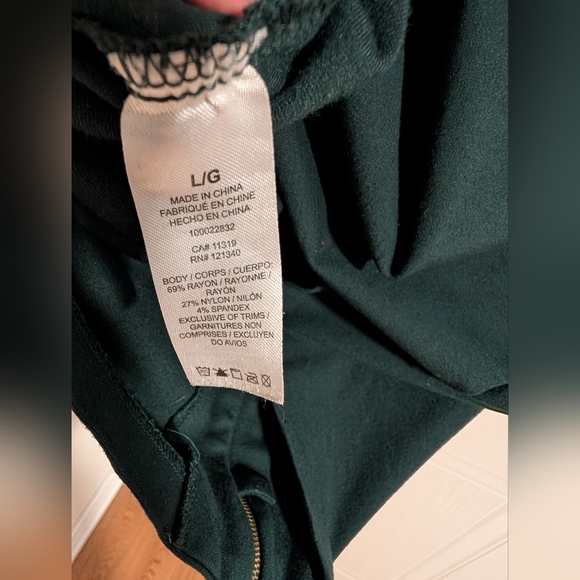 L/G
MADE IN CHINA
FABRIQUÉ EN CHINE
HECHO EN CHINA
100022832
CA# 11319
RN# 121340
BODY / CORPS / CUERPO:
69% RAYON / RAYONNE /
RAYÓN
27% NYLON / NILÓN
4% SPANDEX
EXCLUSIVE OF TRIMS /
GARNITURES NON
COMPRISES / EXCLUYEN
DO AVIOS